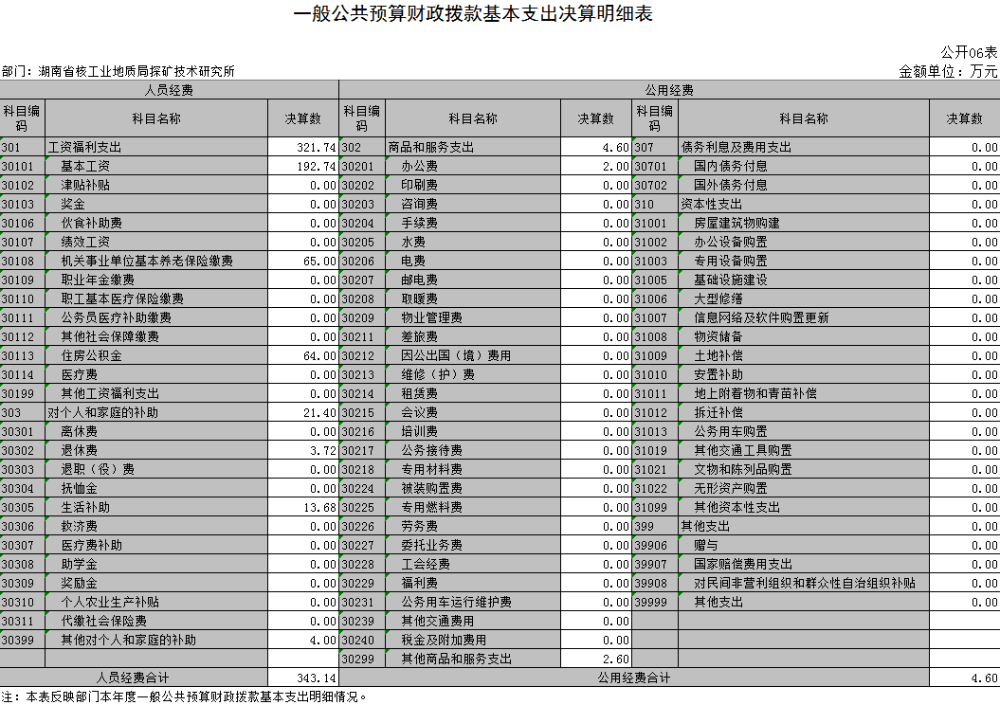 一般公共预算财政拨款基本支出决算明细表
公开06表
部门：湖南省核工业地质局探矿技术研究所 金额单位：万元
人员经费 公用经费
科目编码 科目名称 决算数 科目编码 科目名称 决算数 科目编码 科目名称 决算数
301 工资福利支出 321.74 302 商品和服务支出 4.60 307 债务利息及费用支出 0.00
30101 基本工资 192.74 30201 办公费 2.00 30701 国内债务付息 0.00
30102 津贴补贴 0.00 30202 印刷费 0.00 30702 国外债务付息 0.00
30103 奖金 0.00 30203 咨询费 0.00 310 资本性支出 0.00
30106 伙食补助费 0.00 30204 手续费 0.00 31001 房屋建筑物购建 0.00
30107 绩效工资 0.00 30205 水费 0.00 31002 办公设备购置 0.00
30108 机关事业单位基本养老保险缴费 65.00 30206 电费 0.00 31003 专用设备购置 0.00
30109 职业年金缴费 0.00 30207 邮电费 0.00 31005 基础设施建设 0.00
30110 职工基本医疗保险缴费 0.00 30208 取暖费 0.00 31006 大型修缮 0.00
30111 公务员医疗补助缴费 0.00 30209 物业管理费 0.00 31007 信息网络及软件购置更新 0.00
30112 其他社会保障缴费 0.00 30211 差旅费 0.00 31008 物资储备 0.00
30113 住房公积金 64.00 30212 因公出国（境）费用 0.00 31009 土地补偿 0.00
30114 医疗费 0.00 30213 维修（护）费 0.00 31010 安置补助 0.00
30199 其他工资福利支出 0.00 30214 租赁费 0.00 31011 地上附着物和青苗补偿 0.00
303 对个人和家庭的补助 21.40 30215 会议费 0.00 31012 拆迁补偿 0.00
30301 离休费 0.00 30216 培训费 0.00 31013 公务用车购置 0.00
30302 退休费 3.72 30217 公务接待费 0.00 31019 其他交通工具购置 0.00
30303 退职（役）费 0.00 30218 专用材料费 0.00 31021 文物和陈列品购置 0.00
30304 抚恤金 0.00 30224 被装购置费 0.00 31022 无形资产购置 0.00
30305 生活补助 13.68 30225 专用燃料费 0.00 31099 其他资本性支出 0.00
30306 救济费 0.00 30226 劳务费 0.00 399 其他支出 0.00
30307 医疗费补助 0.00 30227 委托业务费 0.00 39906 赠与 0.00
30308 助学金 0.00 30228 工会经费 0.00 39907 国家赔偿费用支出 0.00
30309 奖励金 0.00 30229 福利费 0.00 39908 对民间非营利组织和群众性自治组织补贴 0.00
30310 个人农业生产补贴 0.00 30231 公务用车运行维护费 0.00 39999 其他支出 0.00
30311 代缴社会保险费 0.00 30239 其他交通费用 0.00
30399 其他对个人和家庭的补助 4.00 30240 税金及附加费用 0.00
30299 其他商品和服务支出 2.60
人员经费合计 343.14 公用经费合计 4.60
注：本表反映部门本年度一般公共预算财政拨款基本支出明细情况。